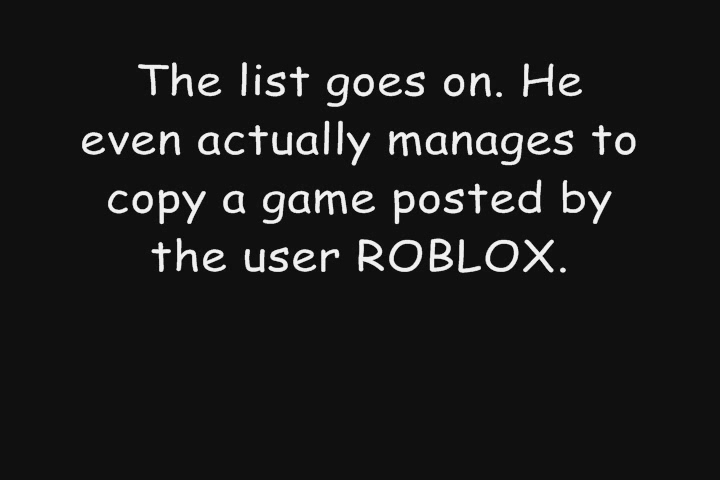 The list goes on. He
even actually manages to
copy a game posted by
the user ROBLOX.